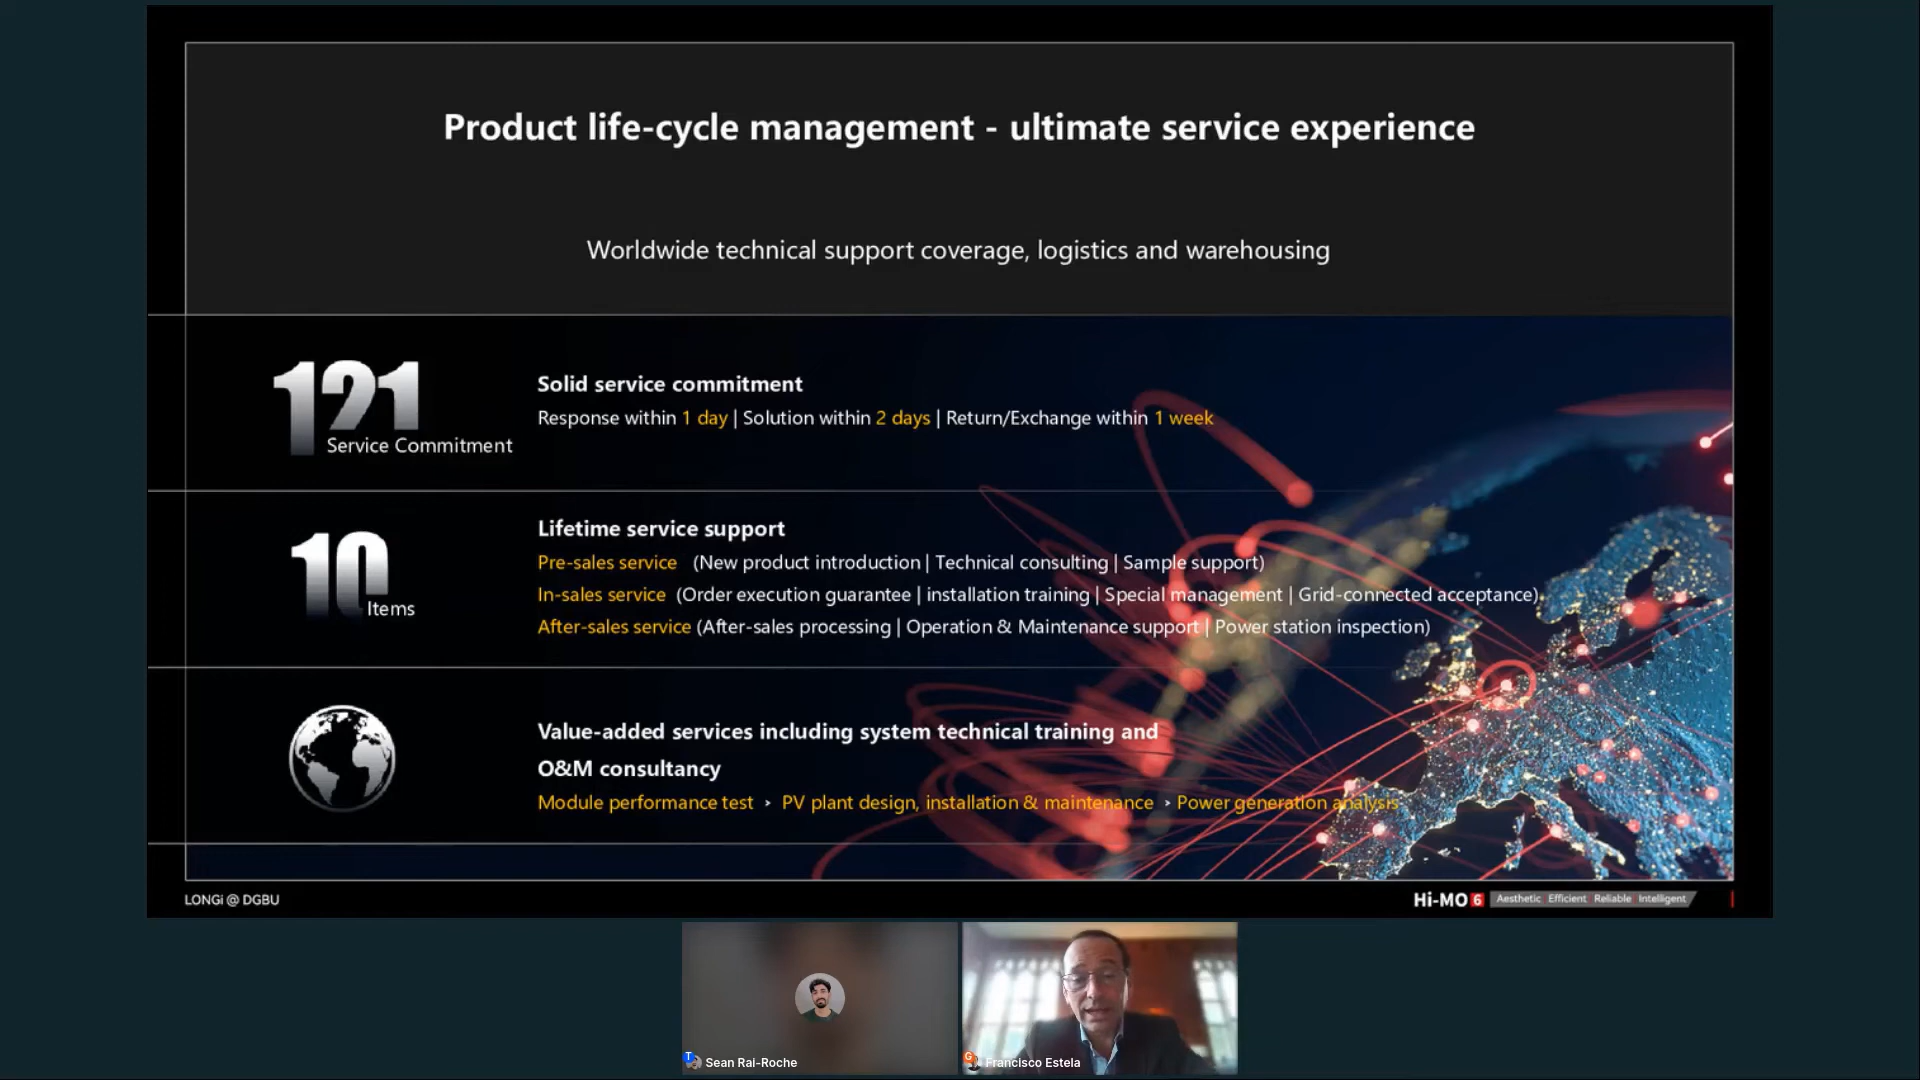 Product life-cycle management - ultimate service experience
Worldwide technical support coverage, logistics and warehousing
121
Service Commitment
Solid service commitment
Response within 1 day | Solution within 2 days | Return/Exchange within 1 week
10
Items
Lifetime service support
Pre-sales service (New product introduction | Technical consulting | Sample support)
In-sales service (Order execution guarantee | installation training | Special management | Grid-connected acceptance)
After-sales service (After-sales processing | Operation & Maintenance support | Power station inspection)
Value-added services including system technical training and
O&M consultancy
Module performance test › PV plant design, installation & maintenance › Power generation analysis
LONGi @ DGBU
Hi-MO 6 Aesthetic Efficient Reliable Intelligent
T Sean Rai-Roche
G Francisco Estela